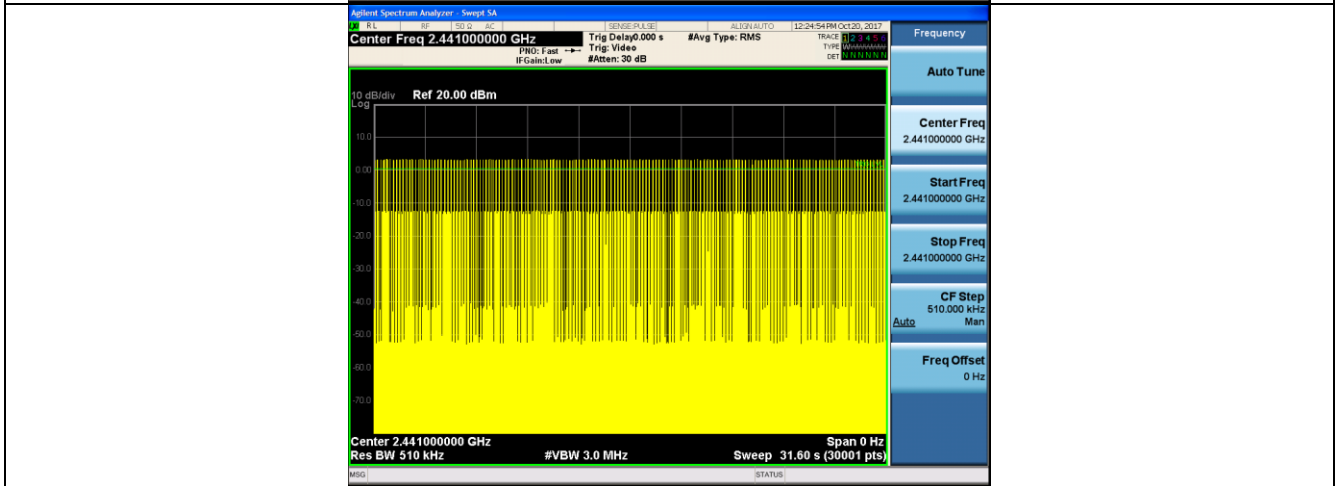 Agilent Spectrum Analyzer - Swept SA
RL RF 50 Ω AC SENSE:PULSE ALIGN AUTO 12:24:54 PM Oct 20, 2017
Center Freq 2.441000000 GHz
PNO: Fast
IFGain:Low
Trig Delay0.000 s
Trig: Video
#Atten: 30 dB
#Avg Type: RMS
TRACE 1 2 3 4 5 6
TYPE
DET N N N N N N
10 dB/div
Log
Ref 20.00 dBm
10.0
0.00
-10.0
-20.0
-30.0
-40.0
-50.0
-60.0
-70.0
Center 2.441000000 GHz
Res BW 510 kHz
#VBW 3.0 MHz
Span 0 Hz
Sweep 31.60 s (30001 pts)
MSG STATUS
Frequency
Auto Tune
Center Freq
2.441000000 GHz
Start Freq
2.441000000 GHz
Stop Freq
2.441000000 GHz
CF Step
510.000 kHz
Auto Man
Freq Offset
0 Hz